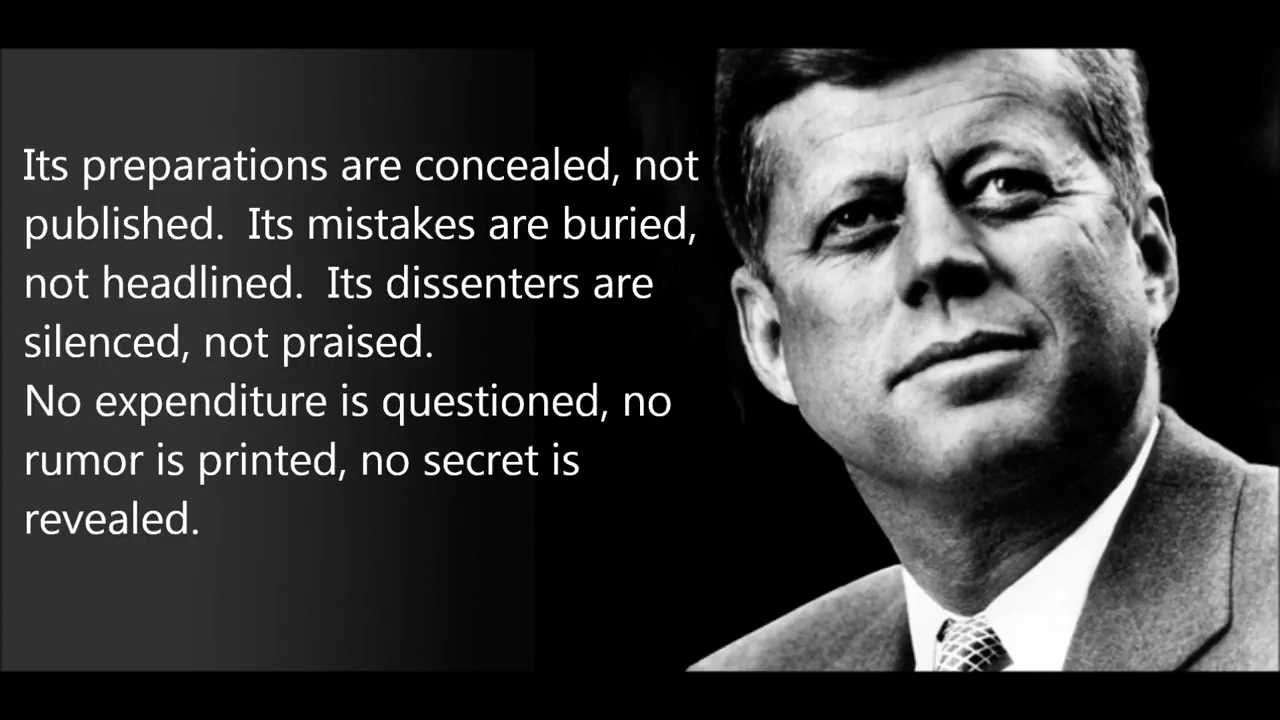 Its preparations are concealed, not
published.  Its mistakes are buried,
not headlined.  Its dissenters are
silenced, not praised.
No expenditure is questioned, no
rumor is printed, no secret is
revealed.